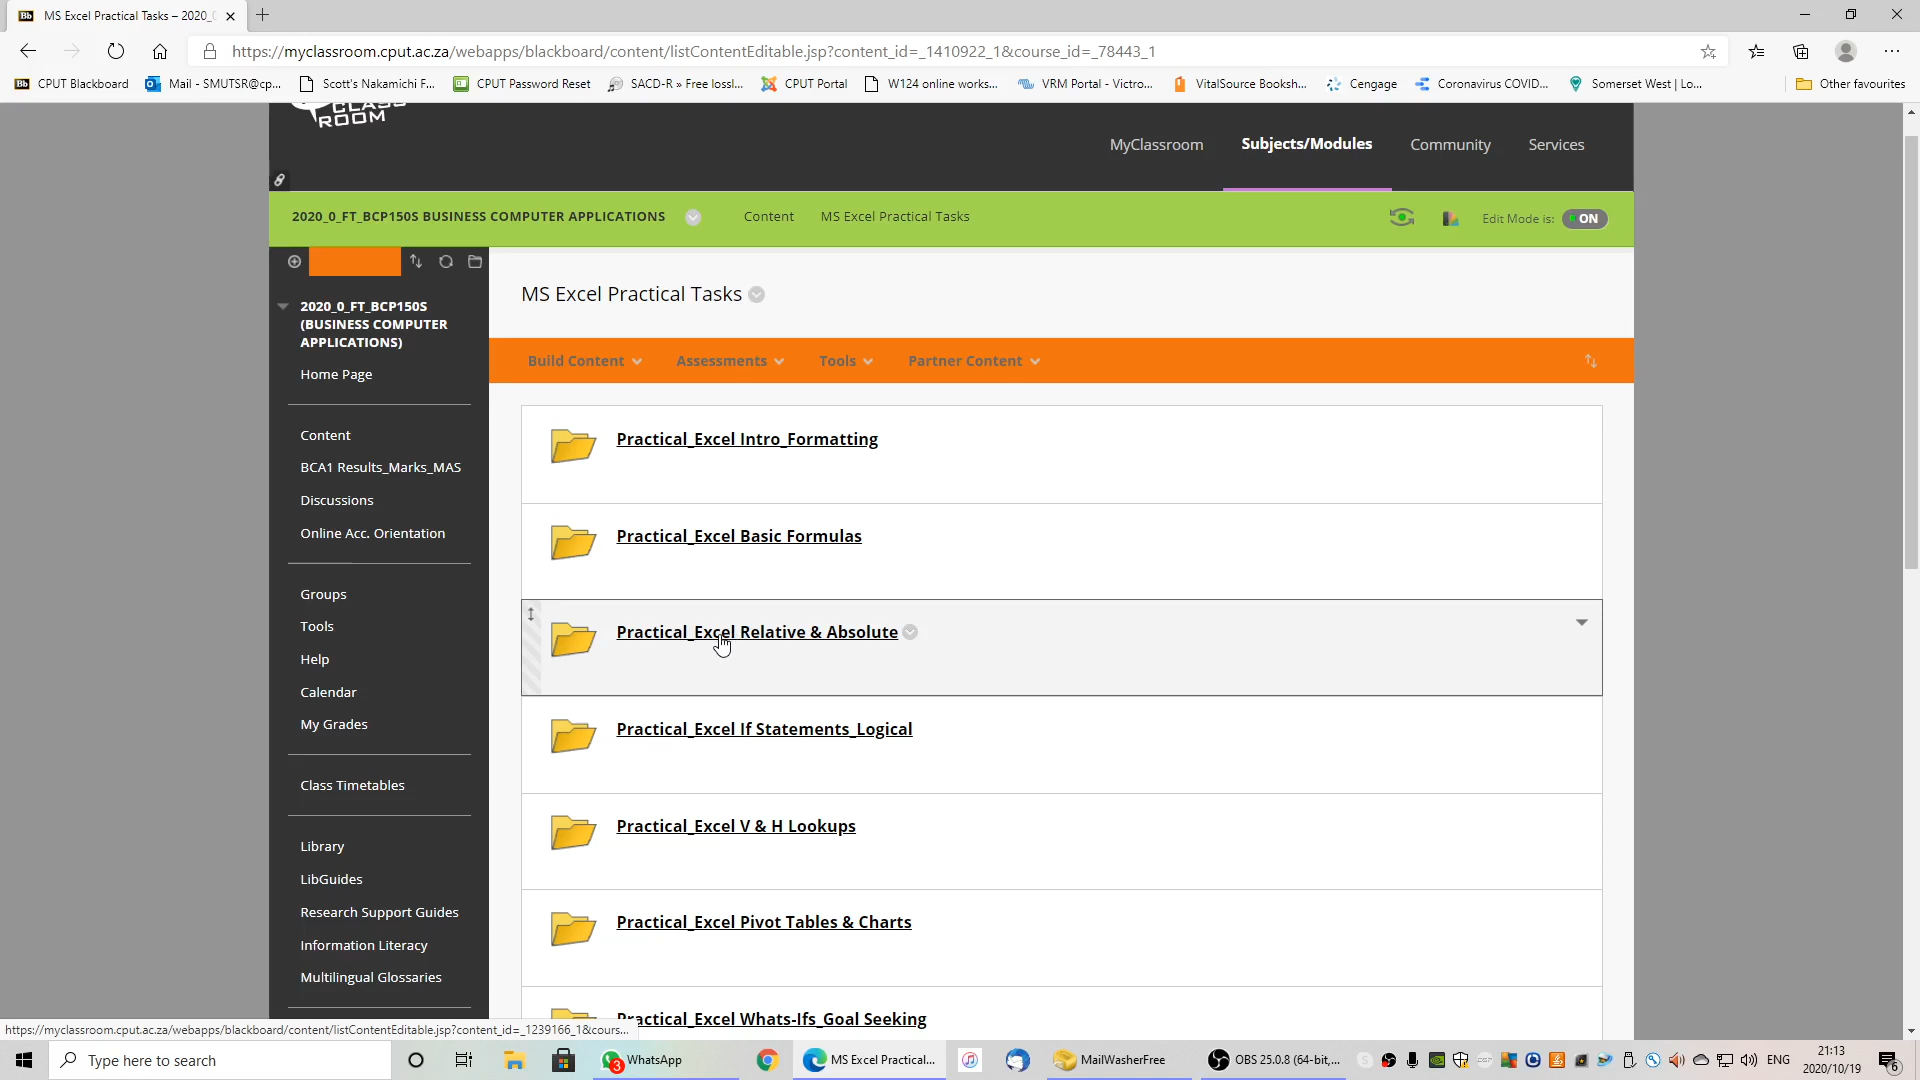 MS Excel Practical Tasks – 2020_0
https://myclassroom.cput.ac.za/webapps/blackboard/content/listContentEditable.jsp?content_id=_1410922_1&course_id=_78443_1
Bb CPUT Blackboard
Mail - SMUTSR@cp...
Scott's Nakamichi F...
CPUT Password Reset
SACD-R » Free lossl...
CPUT Portal
W124 online works...
VRM Portal - Victro...
VitalSource Booksh...
Cengage
Coronavirus COVID...
Somerset West | Lo...
Other favourites
CLASS
ROOM
MyClassroom
Subjects/Modules
Community
Services
2020_0_FT_BCP150S BUSINESS COMPUTER APPLICATIONS
Content
MS Excel Practical Tasks
Edit Mode is:
ON
2020_0_FT_BCP150S
(BUSINESS COMPUTER
APPLICATIONS)
Home Page
Content
BCA1 Results_Marks_MAS
Discussions
Online Acc. Orientation
Groups
Tools
Help
Calendar
My Grades
Class Timetables
Library
LibGuides
Research Support Guides
Information Literacy
Multilingual Glossaries
MS Excel Practical Tasks
Build Content
Assessments
Tools
Partner Content
Practical_Excel Intro_Formatting
Practical_Excel Basic Formulas
Practical_Excel Relative & Absolute
Practical_Excel If Statements_Logical
Practical_Excel V & H Lookups
Practical_Excel Pivot Tables & Charts
Practical_Excel Whats-Ifs_Goal Seeking
https://myclassroom.cput.ac.za/webapps/blackboard/content/listContentEditable.jsp?content_id=_1239166_1&cours...
Type here to search
3
WhatsApp
MS Excel Practical...
MailWasherFree
OBS 25.0.8 (64-bit,...
ENG
21:13
2020/10/19
6